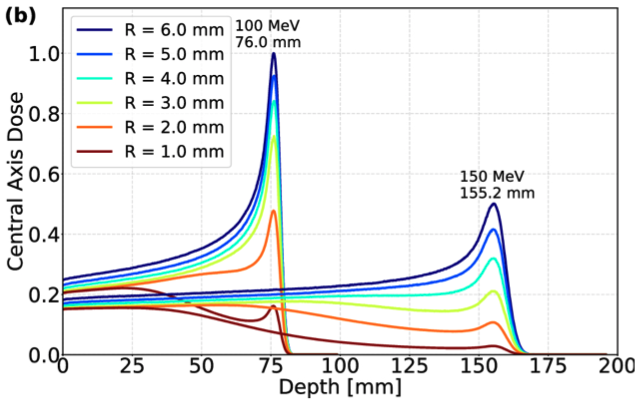 (b)
R = 6.0 mm
R = 5.0 mm
R = 4.0 mm
R = 3.0 mm
R = 2.0 mm
R = 1.0 mm
100 MeV
76.0 mm
150 MeV
155.2 mm
Central Axis Dose
1.0
0.8
0.6
0.4
0.2
0.0
0
25
50
75
100
125
150
175
200
Depth [mm]